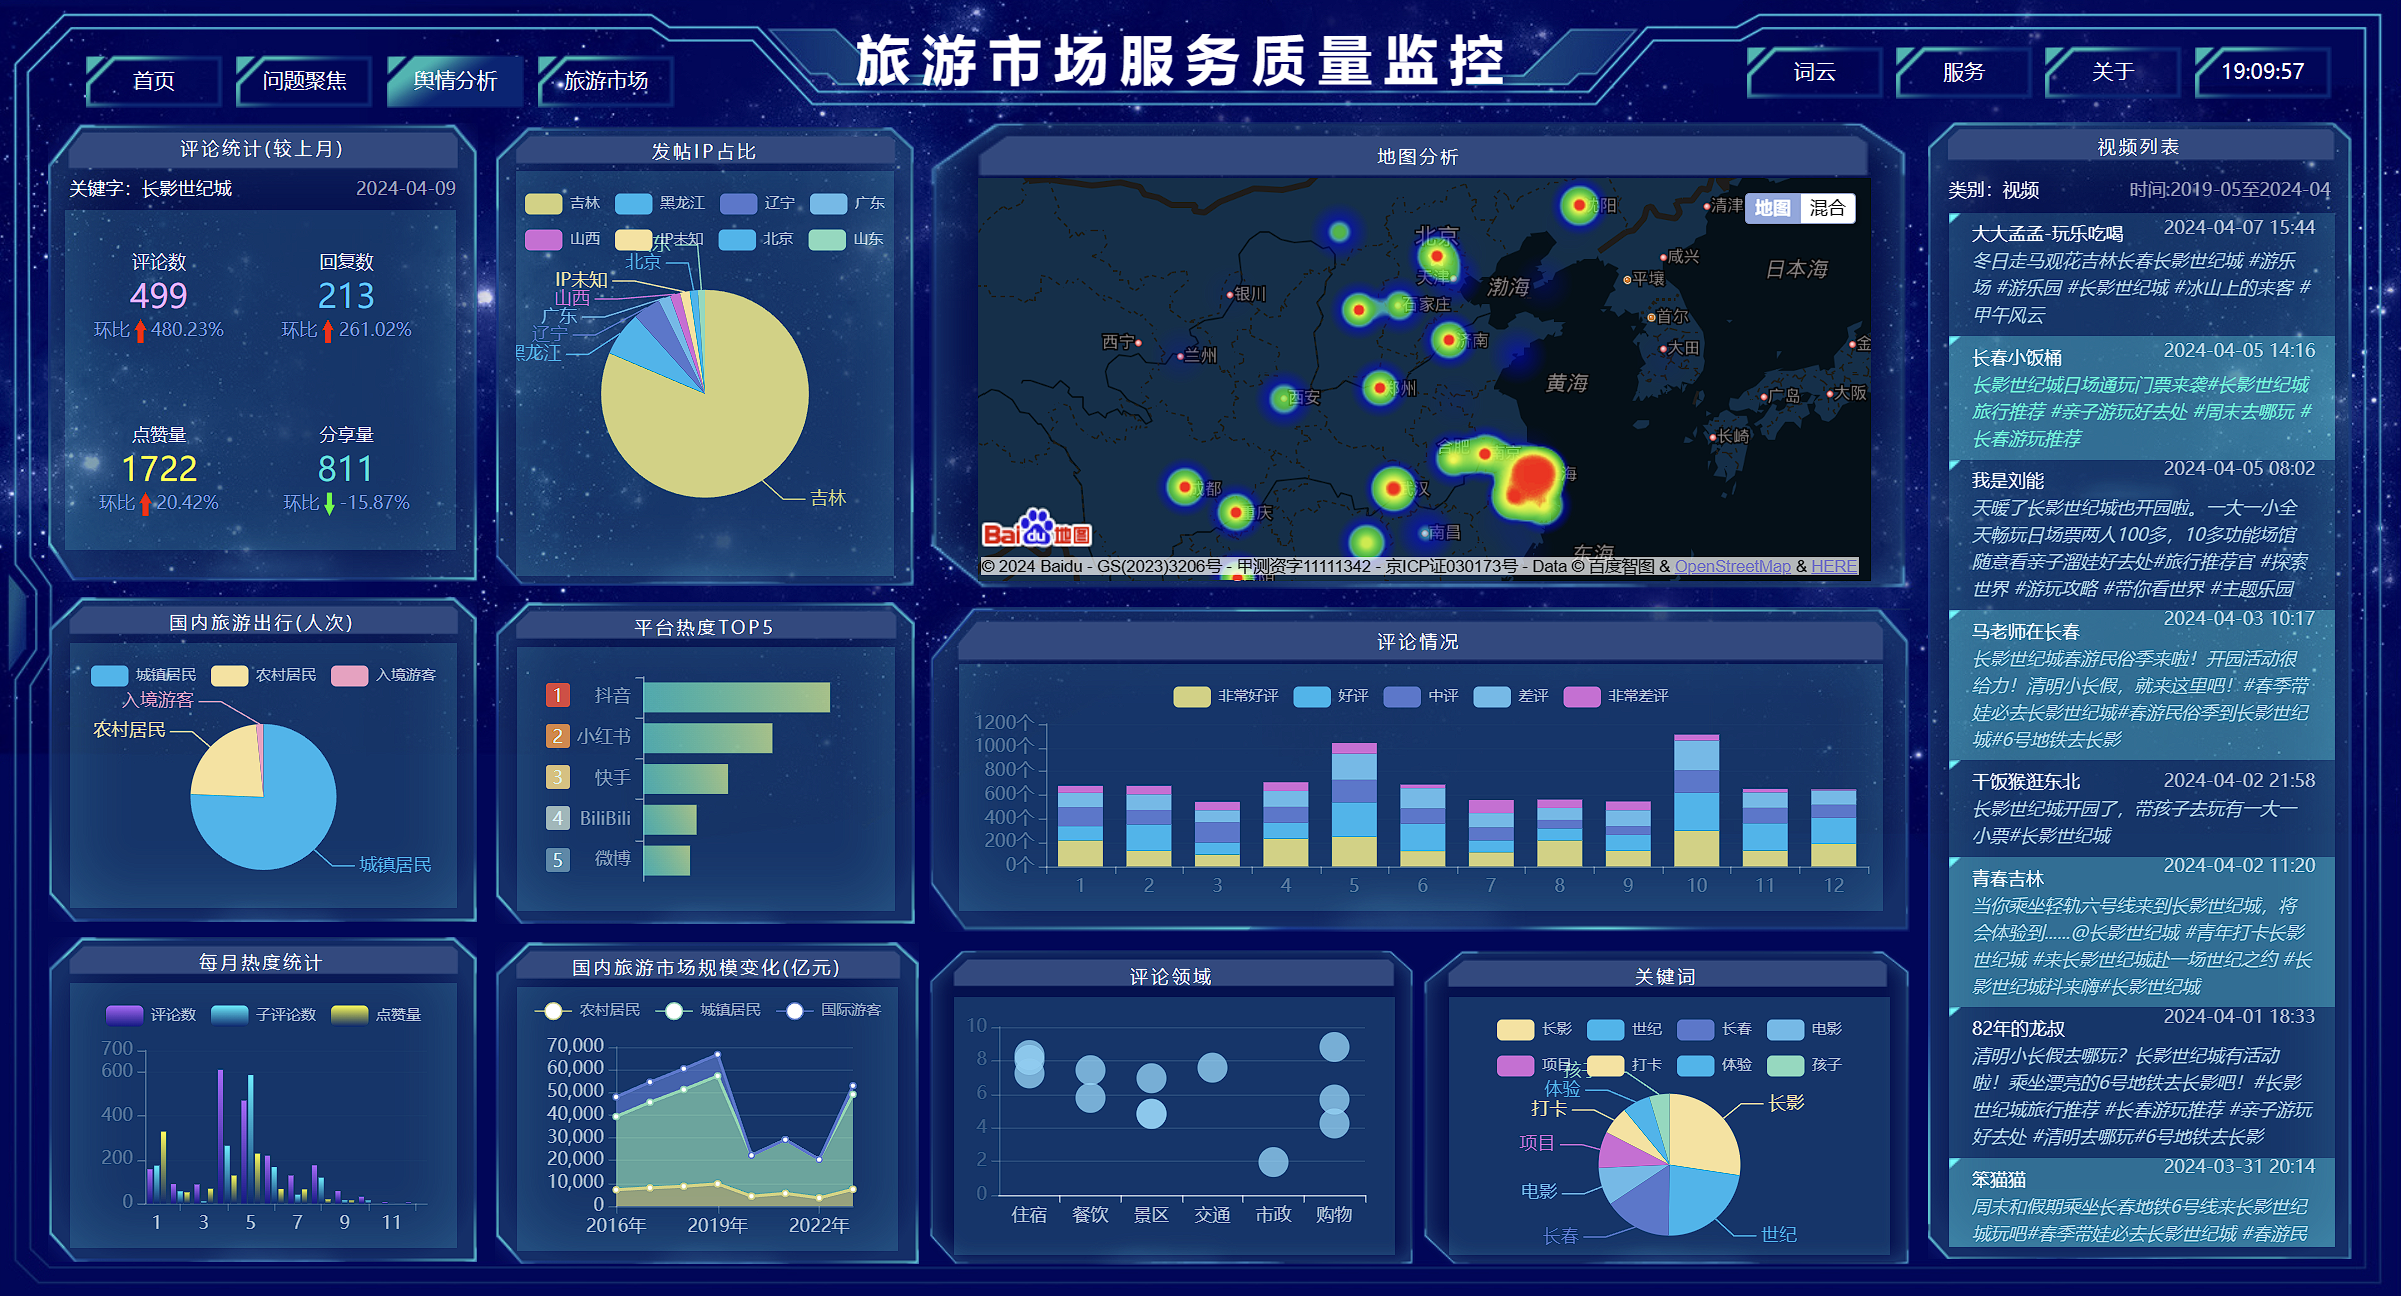 旅游市场服务质量监控
首页
问题聚焦
舆情分析
旅游市场
词云
服务
关于
19:09:57
评论统计(较上月)
关键字：长影世纪城
2024-04-09
评论数
499
环比 480.23%
回复数
213
环比 261.02%
点赞量
1722
环比 20.42%
分享量
811
环比 -15.87%
发帖IP占比
吉林 黑龙江 辽宁 广东
山西 IP未知 北京 山东
北京
IP未知
山西
广东
辽宁
黑龙江
吉林
地图分析
地图 混合
沈阳
清津
北京
天津
咸兴
平壤
日本海
渤海
银川
石家庄
首尔
西宁
兰州
济南
大田
金
黄海
西安
郑州
广岛
大阪
长崎
合肥
南京
海
成都
武汉
重庆
南昌
东海
Bai du 地图
© 2024 Baidu - GS(2023)3206号 - 甲测资字11111342 - 京ICP证030173号 - Data © 百度智图 & OpenStreetMap & HERE
视频列表
类别：视频
时间:2019-05至2024-04
大大孟孟-玩乐吃喝 2024-04-07 15:44
冬日走马观花吉林长春长影世纪城 #游乐
场 #游乐园 #长影世纪城 #冰山上的来客 #
甲午风云
长春小饭桶 2024-04-05 14:16
长影世纪城日场通玩门票来袭#长影世纪城
旅行推荐 #亲子游玩好去处 #周末去哪玩 #
长春游玩推荐
我是刘能 2024-04-05 08:02
天暖了长影世纪城也开园啦。一大一小全
天畅玩日场票两人100多，10多功能场馆
随意看亲子溜娃好去处#旅行推荐官 #探索
世界 #游玩攻略 #带你看世界 #主题乐园
马老师在长春 2024-04-03 10:17
长影世纪城春游民俗季来啦！开园活动很
给力！清明小长假，就来这里吧！#春季带
娃必去长影世纪城#春游民俗季到长影世纪
城#6号地铁去长影
干饭猴逛东北 2024-04-02 21:58
长影世纪城开园了，带孩子去玩有一大一
小票#长影世纪城
青春吉林 2024-04-02 11:20
当你乘坐轻轨六号线来到长影世纪城，将
会体验到……@长影世纪城 #青年打卡长影
世纪城 #来长影世纪城赴一场世纪之约 #长
影世纪城抖来嗨#长影世纪城
82年的龙叔 2024-04-01 18:33
清明小长假去哪玩？长影世纪城有活动
啦！乘坐漂亮的6号地铁去长影吧！#长影
世纪城旅行推荐 #长春游玩推荐 #亲子游玩
好去处 #清明去哪玩#6号地铁去长影
笨猫猫 2024-03-31 20:14
周末和假期乘坐长春地铁6号线来长影世纪
城玩吧#春季带娃必去长影世纪城 #春游民
国内旅游出行(人次)
城镇居民 农村居民 入境游客
入境游客
农村居民
城镇居民
平台热度TOP5
1 抖音
2 小红书
3 快手
4 BiliBili
5 微博
评论情况
非常好评 好评 中评 差评 非常差评
1200个
1000个
800个
600个
400个
200个
0个
1 2 3 4 5 6 7 8 9 10 11 12
每月热度统计
评论数 子评论数 点赞量
700
600
400
200
0
1 3 5 7 9 11
国内旅游市场规模变化(亿元)
农村居民 城镇居民 国际游客
70,000
60,000
50,000
40,000
30,000
20,000
10,000
0
2016年 2019年 2022年
评论领域
10
8
6
4
2
0
住宿 餐饮 景区 交通 市政 购物
关键词
长影 世纪 长春 电影
项目 打卡 体验 孩子
孩子
体验
打卡
项目
电影
长春
长影
世纪